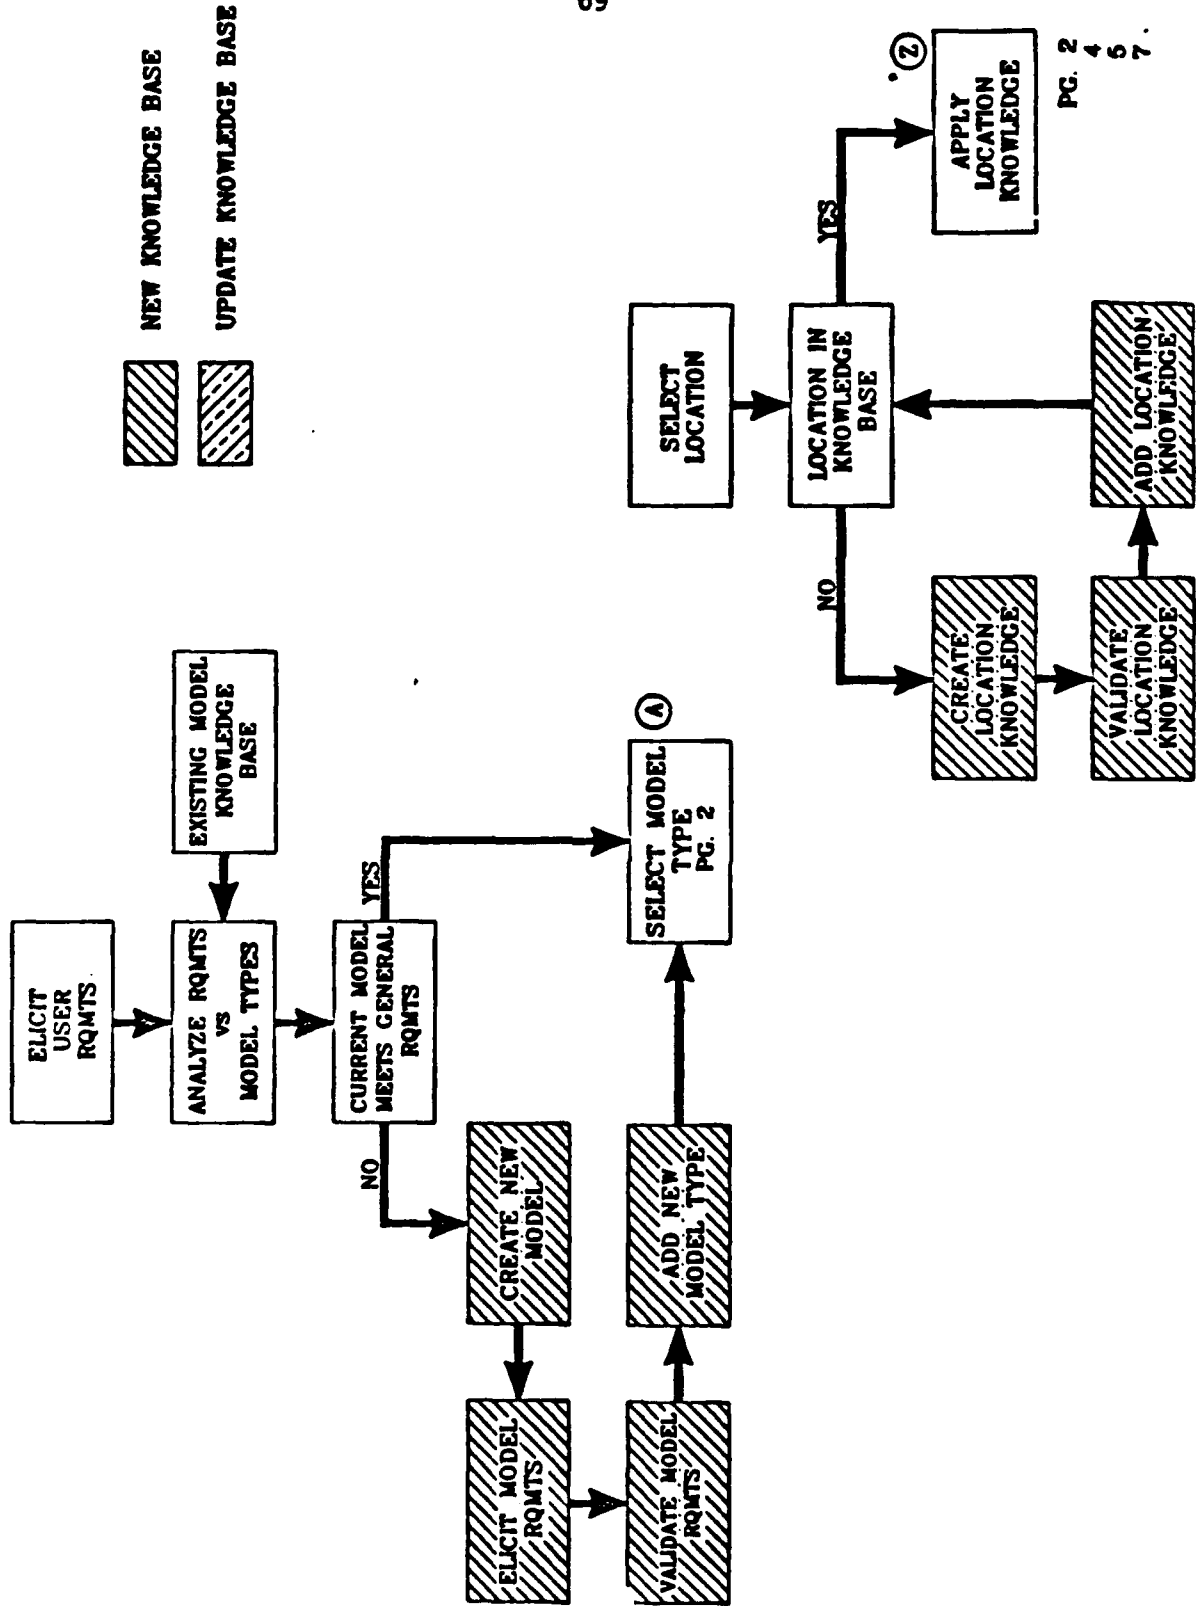 69
NEW KNOWLEDGE BASE
UPDATE KNOWLEDGE BASE
ELICIT
USER
RQMTS
ANALYZE RQMTS
VS
MODEL TYPES
EXISTING MODEL
KNOWLEDGE
BASE
CURRENT MODEL
MEETS GENERAL
RQMTS
NO
YES
CREATE NEW
MODEL
ELICIT MODEL
RQMTS
VALIDATE MODEL
RQMTS
ADD NEW
MODEL TYPE
SELECT MODEL
TYPE
PG. 2
A
SELECT
LOCATION
LOCATION IN
KNOWLEDGE
BASE
NO
YES
CREATE
LOCATION
KNOWLEDGE
VALIDATE
LOCATION
KNOWLEDGE
ADD LOCATION
KNOWLEDGE
Z
APPLY
LOCATION
KNOWLEDGE
PG. 2
4
5
7